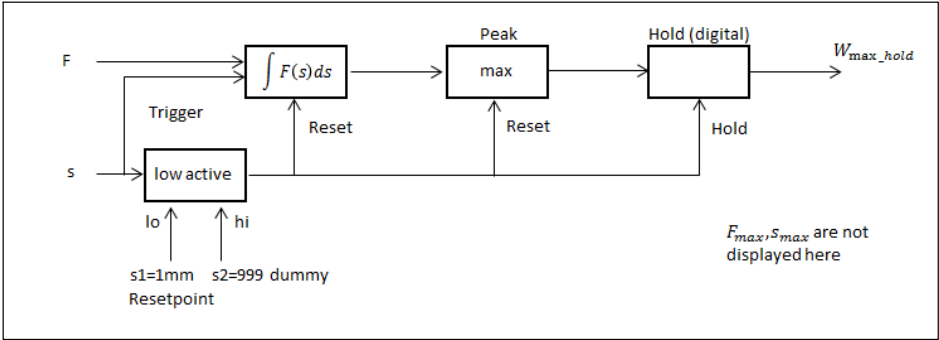 Peak
Hold (digital)
F
∫ F(s)ds
max
W_max_hold
Trigger
Reset
Reset
Hold
s
low active
lo
hi
F_max,s_max are not
displayed here
s1=1mm
s2=999 dummy
Resetpoint